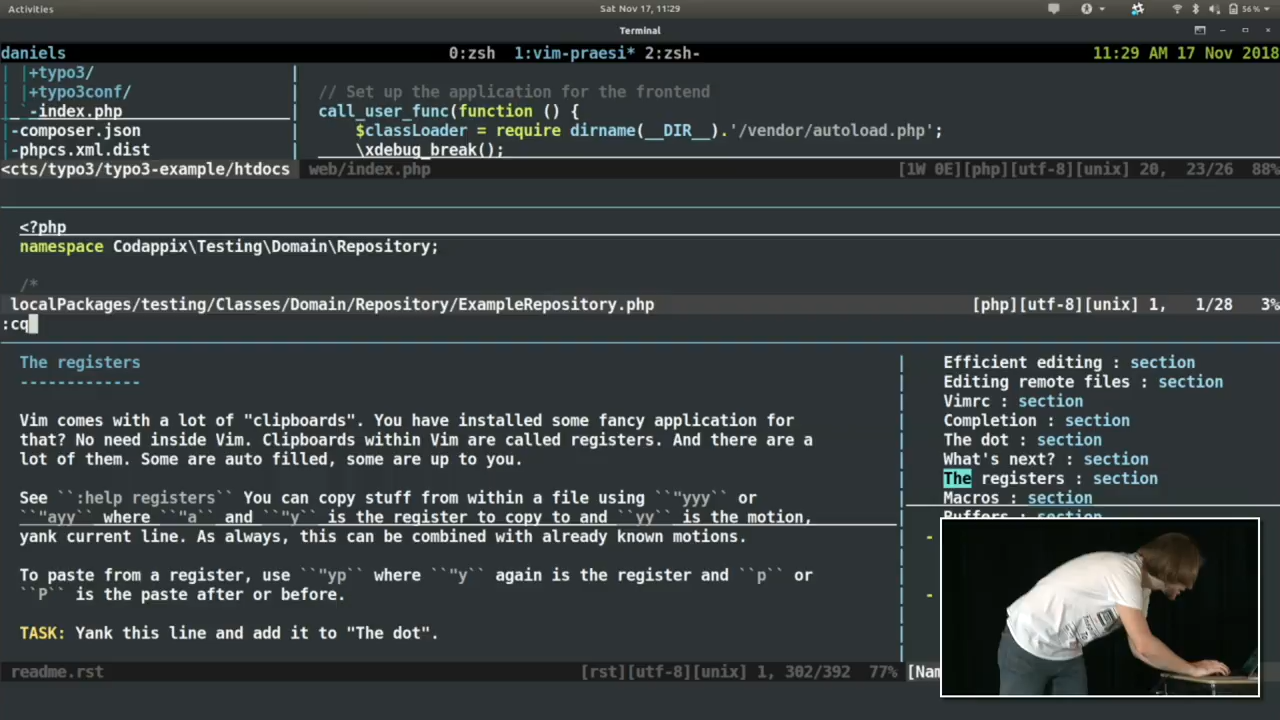 Activities
Sat Nov 17, 11:29
56%
Terminal
daniels 0:zsh 1:vim-praesi* 2:zsh- 11:29 AM 17 Nov 2018
| |+typo3/
| |+typo3conf/
| `-index.php
|-composer.json
|-phpcs.xml.dist
<cts/typo3/typo3-example/htdocs
// Set up the application for the frontend
call_user_func(function () {
$classLoader = require dirname(__DIR__).'/vendor/autoload.php';
\xdebug_break();
web/index.php [1W 0E][php][utf-8][unix] 20, 23/26 88%
<?php
namespace Codappix\Testing\Domain\Repository;
/*
localPackages/testing/Classes/Domain/Repository/ExampleRepository.php [php][utf-8][unix] 1, 1/28 3%
:cq
The registers
-------------
Vim comes with a lot of "clipboards". You have installed some fancy application for
that? No need inside Vim. Clipboards within Vim are called registers. And there are a
lot of them. Some are auto filled, some are up to you.
See ``:help registers`` You can copy stuff from within a file using ``"yyy`` or
``"ayy`` where ``"a`` and ``"y`` is the register to copy to and ``yy`` is the motion,
yank current line. As always, this can be combined with already known motions.
To paste from a register, use ``"yp`` where ``"y`` again is the register and ``p`` or
``P`` is the paste after or before.
TASK: Yank this line and add it to "The dot".
readme.rst [rst][utf-8][unix] 1, 302/392 77%
Efficient editing : section
Editing remote files : section
Vimrc : section
Completion : section
The dot : section
What's next? : section
The registers : section
Macros : section
Buffers : section
-
-
[Nam